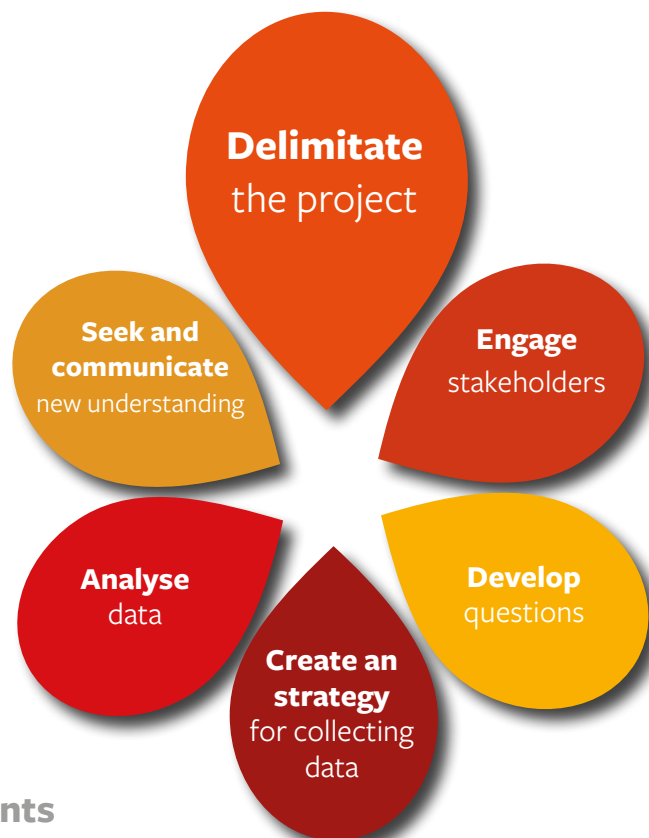 Delimitate
the project
Engage
stakeholders
Develop
questions
Create an
strategy
for collecting
data
Analyse
data
Seek and
communicate
new understanding
nts